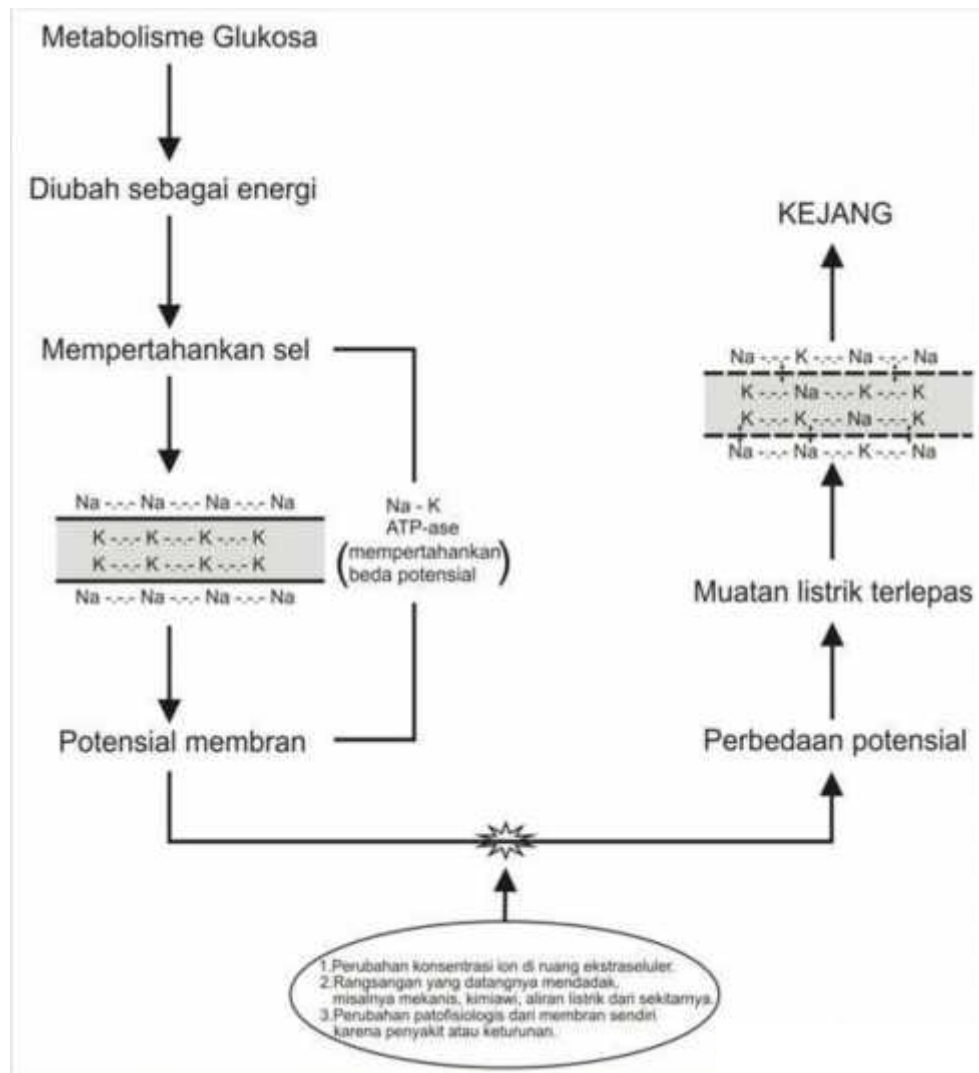 Metabolisme Glukosa
Diubah sebagai energi
Mempertahankan sel
Na -.-.- Na -.-.- Na -.-.- Na
K -.-.- K -.-.- K -.-.- K
K -.-.- K -.-.- K -.-.- K
Na -.-.- Na -.-.- Na -.-.- Na
Na - K
ATP-ase
(mempertahankan
beda potensial)
Potensial membran
1.Perubahan konsentrasi ion di ruang ekstraseluler.
2.Rangsangan yang datangnya mendadak,
misalnya mekanis, kimiawi, aliran listrik dari sekitarnya.
3.Perubahan patofisiologis dari membran sendiri
karena penyakit atau keturunan.
Perbedaan potensial
Muatan listrik terlepas
Na -.-.- K -.-.- Na -.-.- Na
K -.-.- Na -.-.- K -.-.- K
K -.-.- K -.-.- Na -.-.- K
Na -.-.- Na -.-.- K -.-.- Na
KEJANG